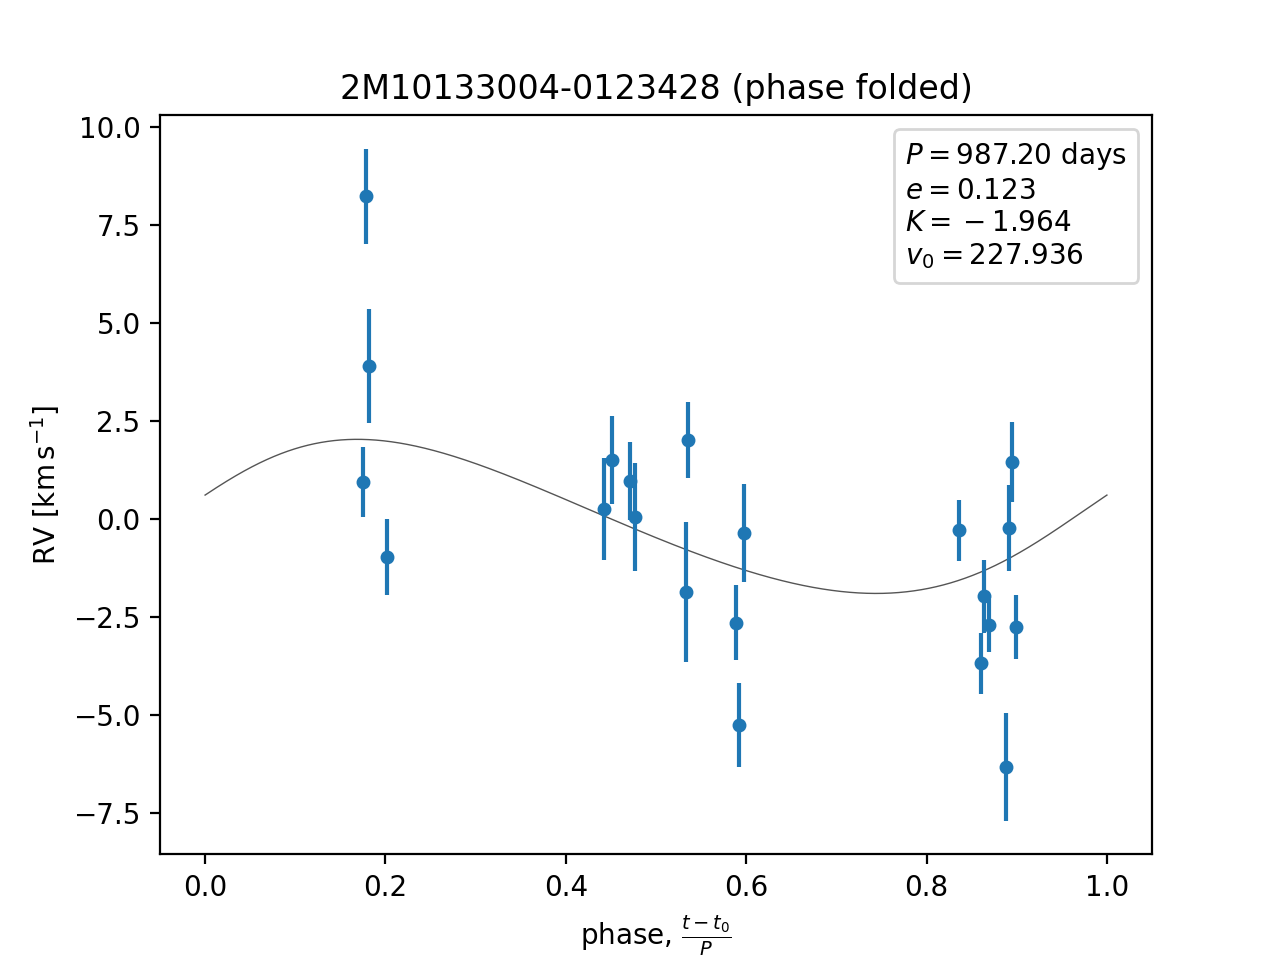 2M10133004-0123428 (phase folded)
P = 987.20 days
e = 0.123
K = −1.964
v₀ = 227.936
10.0
7.5
5.0
2.5
0.0
−2.5
−5.0
−7.5
RV [km s⁻¹]
0.0 0.2 0.4 0.6 0.8 1.0
phase, (t − t₀)/P